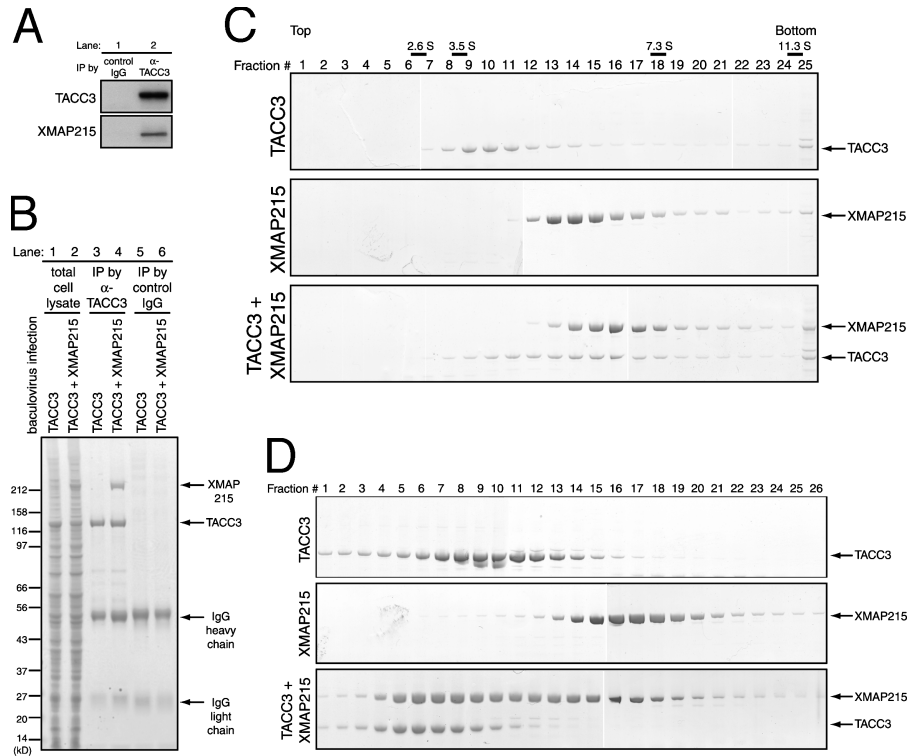 A
Lane: 1 2
IP by control IgG α-TACC3
TACC3
XMAP215
B
Lane: 1 2 3 4 5 6
total cell lysate
IP by α-TACC3
IP by control IgG
baculovirus infection
TACC3
TACC3 + XMAP215
TACC3
TACC3 + XMAP215
TACC3
TACC3 + XMAP215
212
158
116
97
66
56
43
37
27
20
14
(kD)
XMAP 215
TACC3
IgG heavy chain
IgG light chain
C
Top
Bottom
2.6 S 3.5 S 7.3 S 11.3 S
Fraction # 1 2 3 4 5 6 7 8 9 10 11 12 13 14 15 16 17 18 19 20 21 22 23 24 25
TACC3
TACC3
XMAP215
XMAP215
TACC3 + XMAP215
XMAP215
TACC3
D
Fraction # 1 2 3 4 5 6 7 8 9 10 11 12 13 14 15 16 17 18 19 20 21 22 23 24 25 26
TACC3
TACC3
XMAP215
XMAP215
TACC3 + XMAP215
XMAP215
TACC3